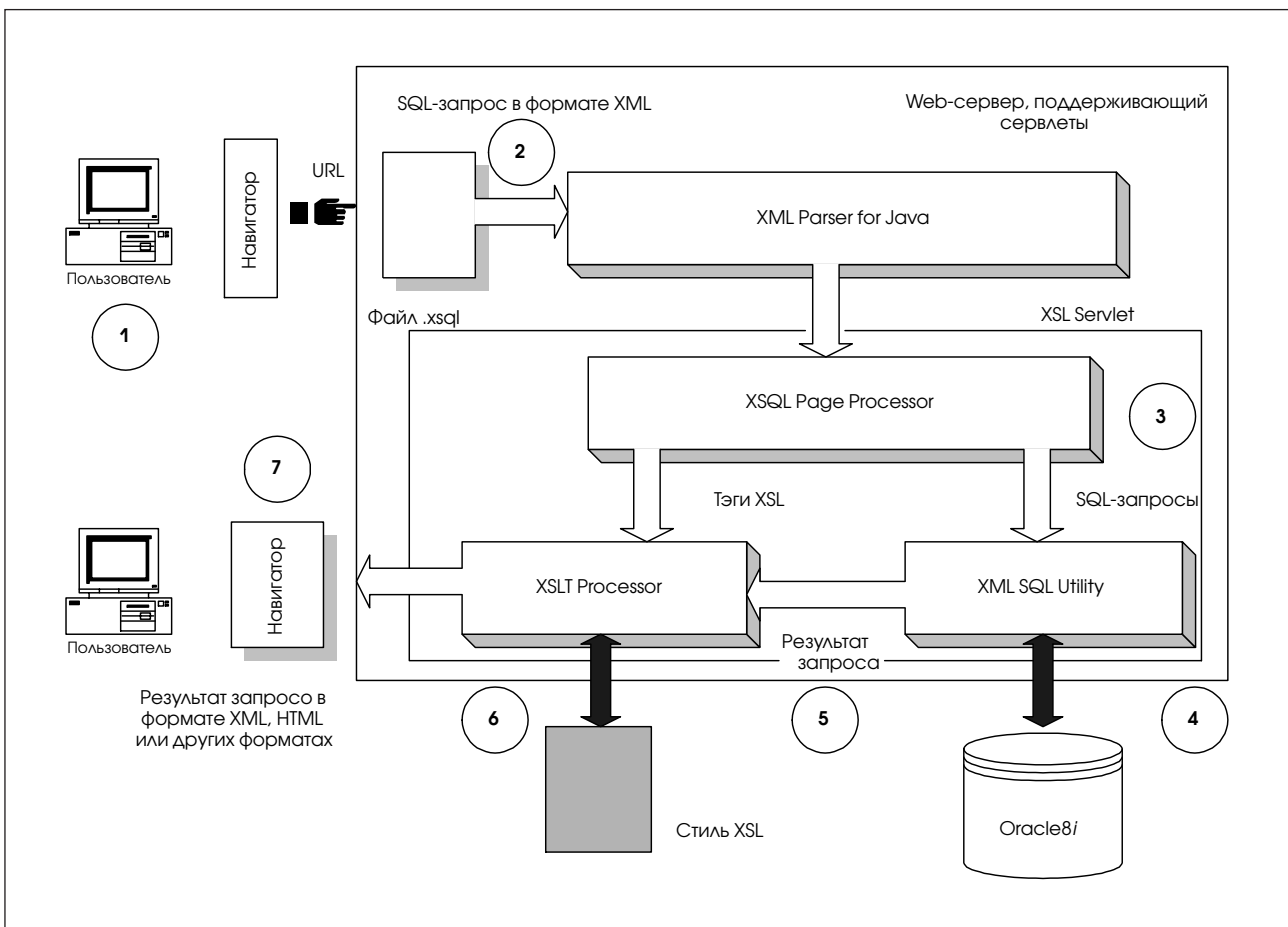 SQL-запрос в формате XML
Web-сервер, поддерживающий
сервлеты
2
URL
Навигатор
XML Parser for Java
Пользователь
1
Файл .xsql
XSL Servlet
XSQL Page Processor
3
7
Тэги XSL
SQL-запросы
Навигатор
XSLT Processor
XML SQL Utility
Пользователь
Результат
запроса
Результат запросо в
формате XML, HTML
или других форматах
6
5
4
Стиль XSL
Oracle8i